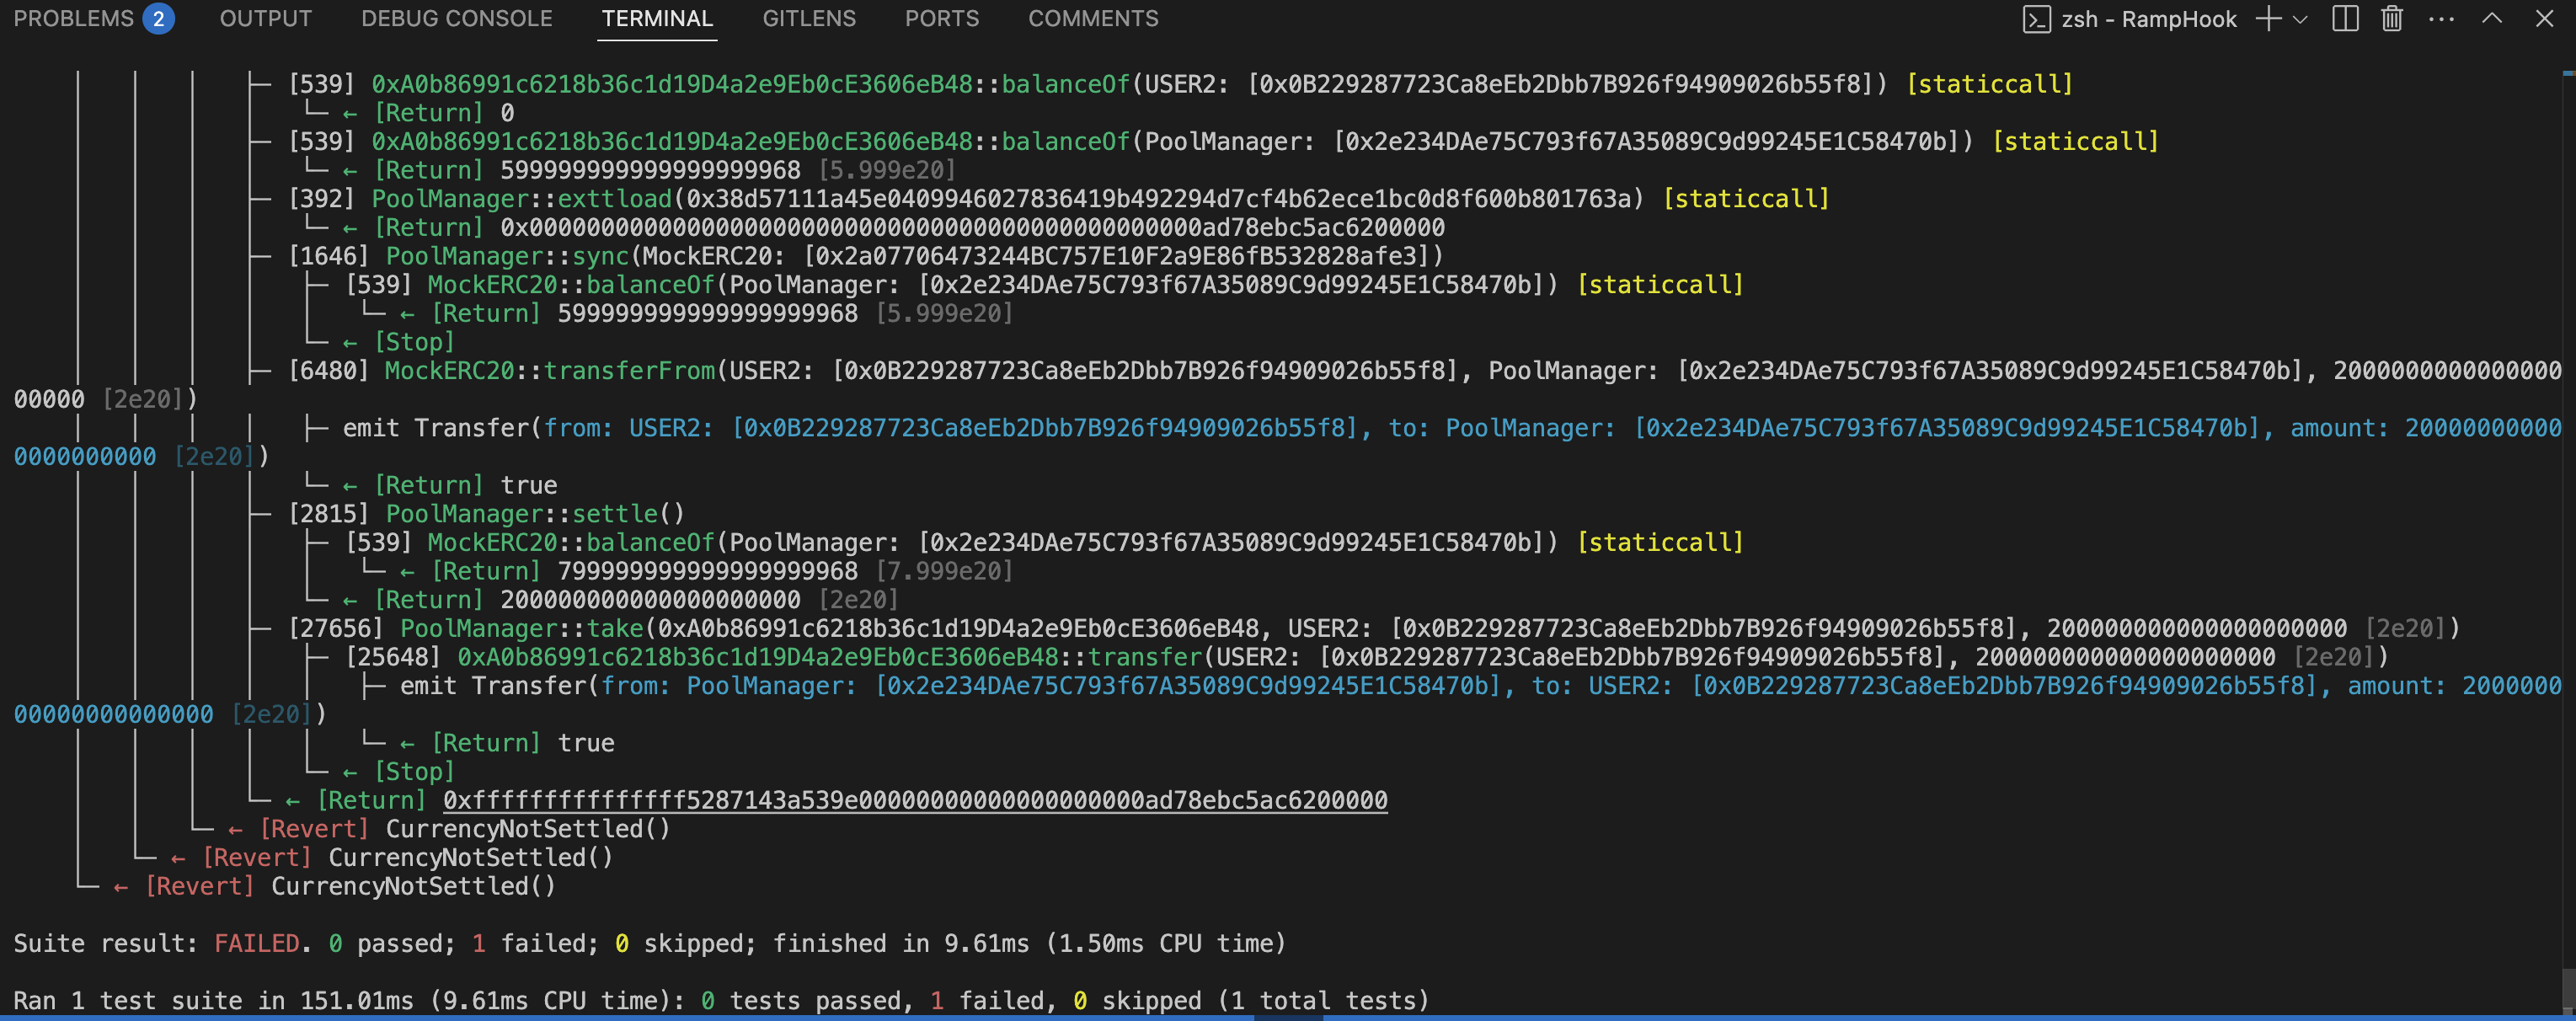 PROBLEMS 2 OUTPUT DEBUG CONSOLE TERMINAL GITLENS PORTS COMMENTS zsh - RampHook
├─ [539] 0xA0b86991c6218b36c1d19D4a2e9Eb0cE3606eB48::balanceOf(USER2: [0x0B229287723Ca8eEb2Dbb7B926f94909026b55f8]) [staticcall]
└─ ← [Return] 0
├─ [539] 0xA0b86991c6218b36c1d19D4a2e9Eb0cE3606eB48::balanceOf(PoolManager: [0x2e234DAe75C793f67A35089C9d99245E1C58470b]) [staticcall]
└─ ← [Return] 599999999999999999968 [5.999e20]
├─ [392] PoolManager::exttload(0x38d57111a45e0409946027836419b492294d7cf4b62ece1bc0d8f600b801763a) [staticcall]
└─ ← [Return] 0x00000000000000000000000000000000000000000000000ad78ebc5ac6200000
├─ [1646] PoolManager::sync(MockERC20: [0x2a07706473244BC757E10F2a9E86fB532828afe3])
├─ [539] MockERC20::balanceOf(PoolManager: [0x2e234DAe75C793f67A35089C9d99245E1C58470b]) [staticcall]
└─ ← [Return] 599999999999999999968 [5.999e20]
└─ ← [Stop]
├─ [6480] MockERC20::transferFrom(USER2: [0x0B229287723Ca8eEb2Dbb7B926f94909026b55f8], PoolManager: [0x2e234DAe75C793f67A35089C9d99245E1C58470b], 2000000000000000
00000 [2e20])
├─ emit Transfer(from: USER2: [0x0B229287723Ca8eEb2Dbb7B926f94909026b55f8], to: PoolManager: [0x2e234DAe75C793f67A35089C9d99245E1C58470b], amount: 20000000000
0000000000 [2e20])
└─ ← [Return] true
├─ [2815] PoolManager::settle()
├─ [539] MockERC20::balanceOf(PoolManager: [0x2e234DAe75C793f67A35089C9d99245E1C58470b]) [staticcall]
└─ ← [Return] 799999999999999999968 [7.999e20]
└─ ← [Return] 200000000000000000000 [2e20]
├─ [27656] PoolManager::take(0xA0b86991c6218b36c1d19D4a2e9Eb0cE3606eB48, USER2: [0x0B229287723Ca8eEb2Dbb7B926f94909026b55f8], 200000000000000000000 [2e20])
├─ [25648] 0xA0b86991c6218b36c1d19D4a2e9Eb0cE3606eB48::transfer(USER2: [0x0B229287723Ca8eEb2Dbb7B926f94909026b55f8], 200000000000000000000 [2e20])
├─ emit Transfer(from: PoolManager: [0x2e234DAe75C793f67A35089C9d99245E1C58470b], to: USER2: [0x0B229287723Ca8eEb2Dbb7B926f94909026b55f8], amount: 2000000
00000000000000 [2e20])
└─ ← [Return] true
└─ ← [Stop]
└─ ← [Return] 0xfffffffffffffff5287143a539e00000000000000000000ad78ebc5ac6200000
└─ ← [Revert] CurrencyNotSettled()
└─ ← [Revert] CurrencyNotSettled()
└─ ← [Revert] CurrencyNotSettled()
Suite result: FAILED. 0 passed; 1 failed; 0 skipped; finished in 9.61ms (1.50ms CPU time)
Ran 1 test suite in 151.01ms (9.61ms CPU time): 0 tests passed, 1 failed, 0 skipped (1 total tests)